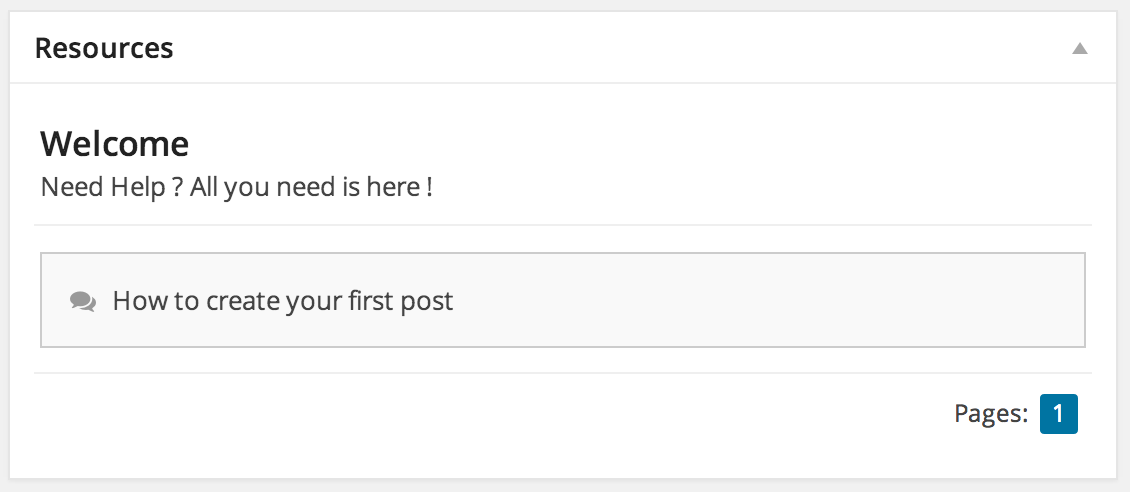 Resources
Welcome
Need Help ? All you need is here !
How to create your first post
Pages: 1